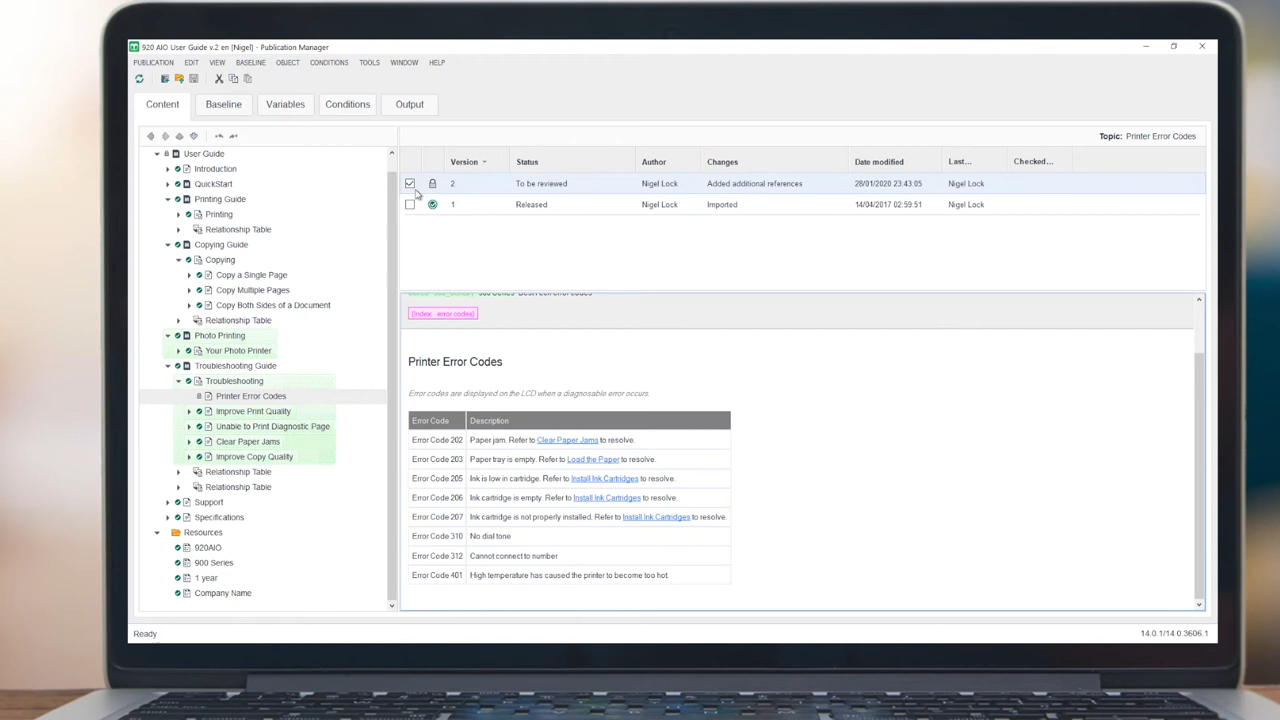 920 AIO User Guide v.2 en [Nigel] - Publication Manager
PUBLICATION EDIT VIEW BASELINE OBJECT CONDITIONS TOOLS WINDOW HELP
Content Baseline Variables Conditions Output
User Guide
Introduction
QuickStart
Printing Guide
Printing
Relationship Table
Copying Guide
Copying
Copy a Single Page
Copy Multiple Pages
Copy Both Sides of a Document
Relationship Table
Photo Printing
Your Photo Printer
Troubleshooting Guide
Troubleshooting
Printer Error Codes
Improve Print Quality
Unable to Print Diagnostic Page
Clear Paper Jams
Improve Copy Quality
Relationship Table
Relationship Table
Support
Specifications
Resources
920AIO
900 Series
1 year
Company Name
Topic: Printer Error Codes
Version Status Author Changes Date modified Last... Checked...
2 To be reviewed Nigel Lock Added additional references 28/01/2020 23:43:05 Nigel Lock
1 Released Nigel Lock Imported 14/04/2017 02:59:51 Nigel Lock
[Index: error codes]
Printer Error Codes
Error codes are displayed on the LCD when a diagnosable error occurs.
Error Code Description
Error Code 202 Paper jam. Refer to Clear Paper Jams to resolve.
Error Code 203 Paper tray is empty. Refer to Load the Paper to resolve.
Error Code 205 Ink is low in cartridge. Refer to Install Ink Cartridges to resolve.
Error Code 206 Ink cartridge is empty. Refer to Install Ink Cartridges to resolve.
Error Code 207 Ink cartridge is not properly installed. Refer to Install Ink Cartridges to resolve.
Error Code 310 No dial tone
Error Code 312 Cannot connect to number
Error Code 401 High temperature has caused the printer to become too hot.
Ready
14.0.1/14.0.3606.1